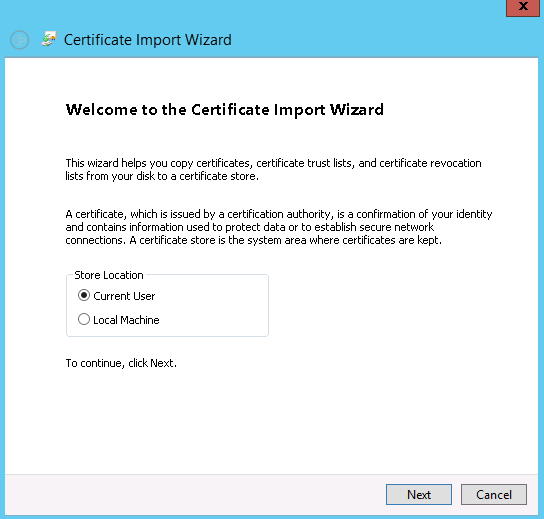 Certificate Import Wizard
Welcome to the Certificate Import Wizard
This wizard helps you copy certificates, certificate trust lists, and certificate revocation
lists from your disk to a certificate store.
A certificate, which is issued by a certification authority, is a confirmation of your identity
and contains information used to protect data or to establish secure network
connections. A certificate store is the system area where certificates are kept.
Store Location
Current User
Local Machine
To continue, click Next.
Next Cancel